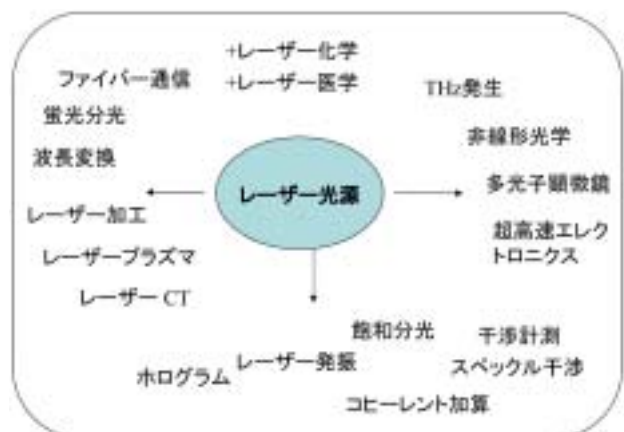 +レーザー化学
+レーザー医学
ファイバー通信
蛍光分光
波長変換
レーザー加工
レーザープラズマ
レーザー CT
レーザー光源
THz発生
非線形光学
多光子顕微鏡
超高速エレク
トロニクス
飽和分光
干渉計測
スペックル干渉
レーザー発振
ホログラム
コヒーレント加算